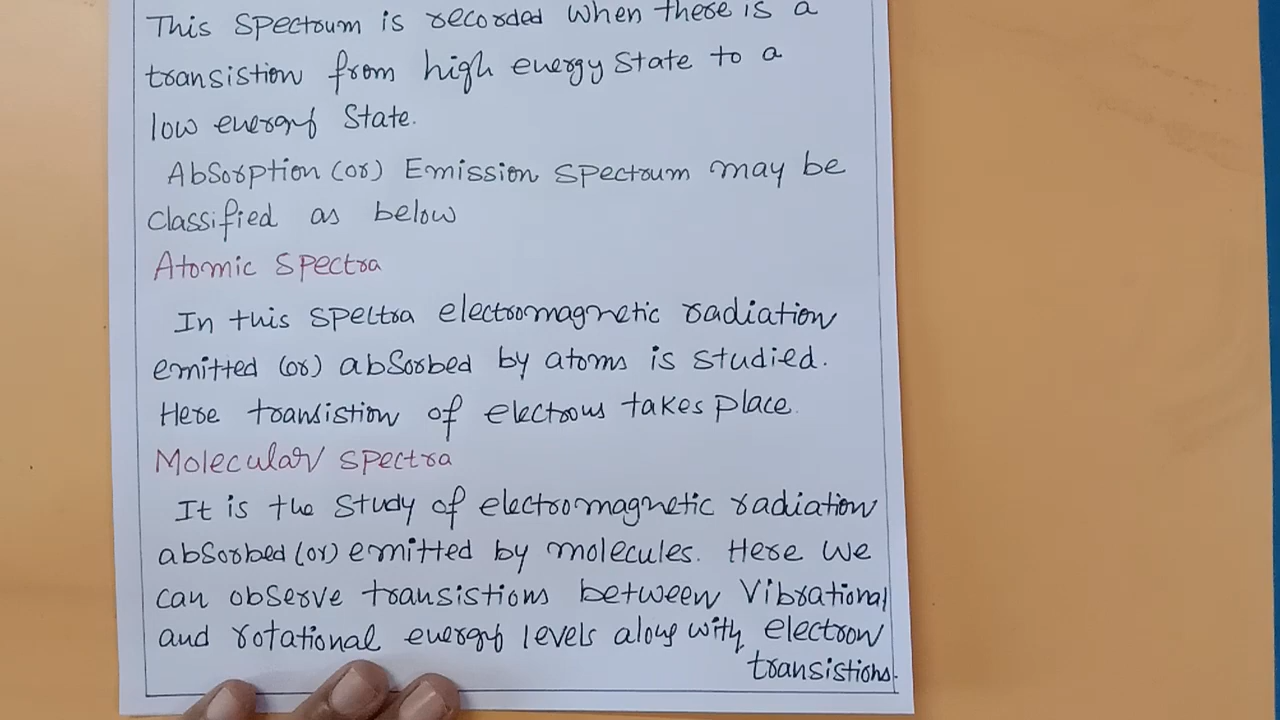 This Spectrum is recorded when there is a
transistion from high energy state to a
low energy state.
Absorption (or) Emission spectrum may be
classified as below
Atomic spectra
In this speltra electromagnetic radiation
emitted (or) absorbed by atoms is studied.
Here transistion of electrons takes place.
Molecular spectra
It is the study of electromagnetic radiation
absorbed (or) emitted by molecules. Here we
can observe transistions between Vibrational
and rotational energy levels along with electron
transistions.